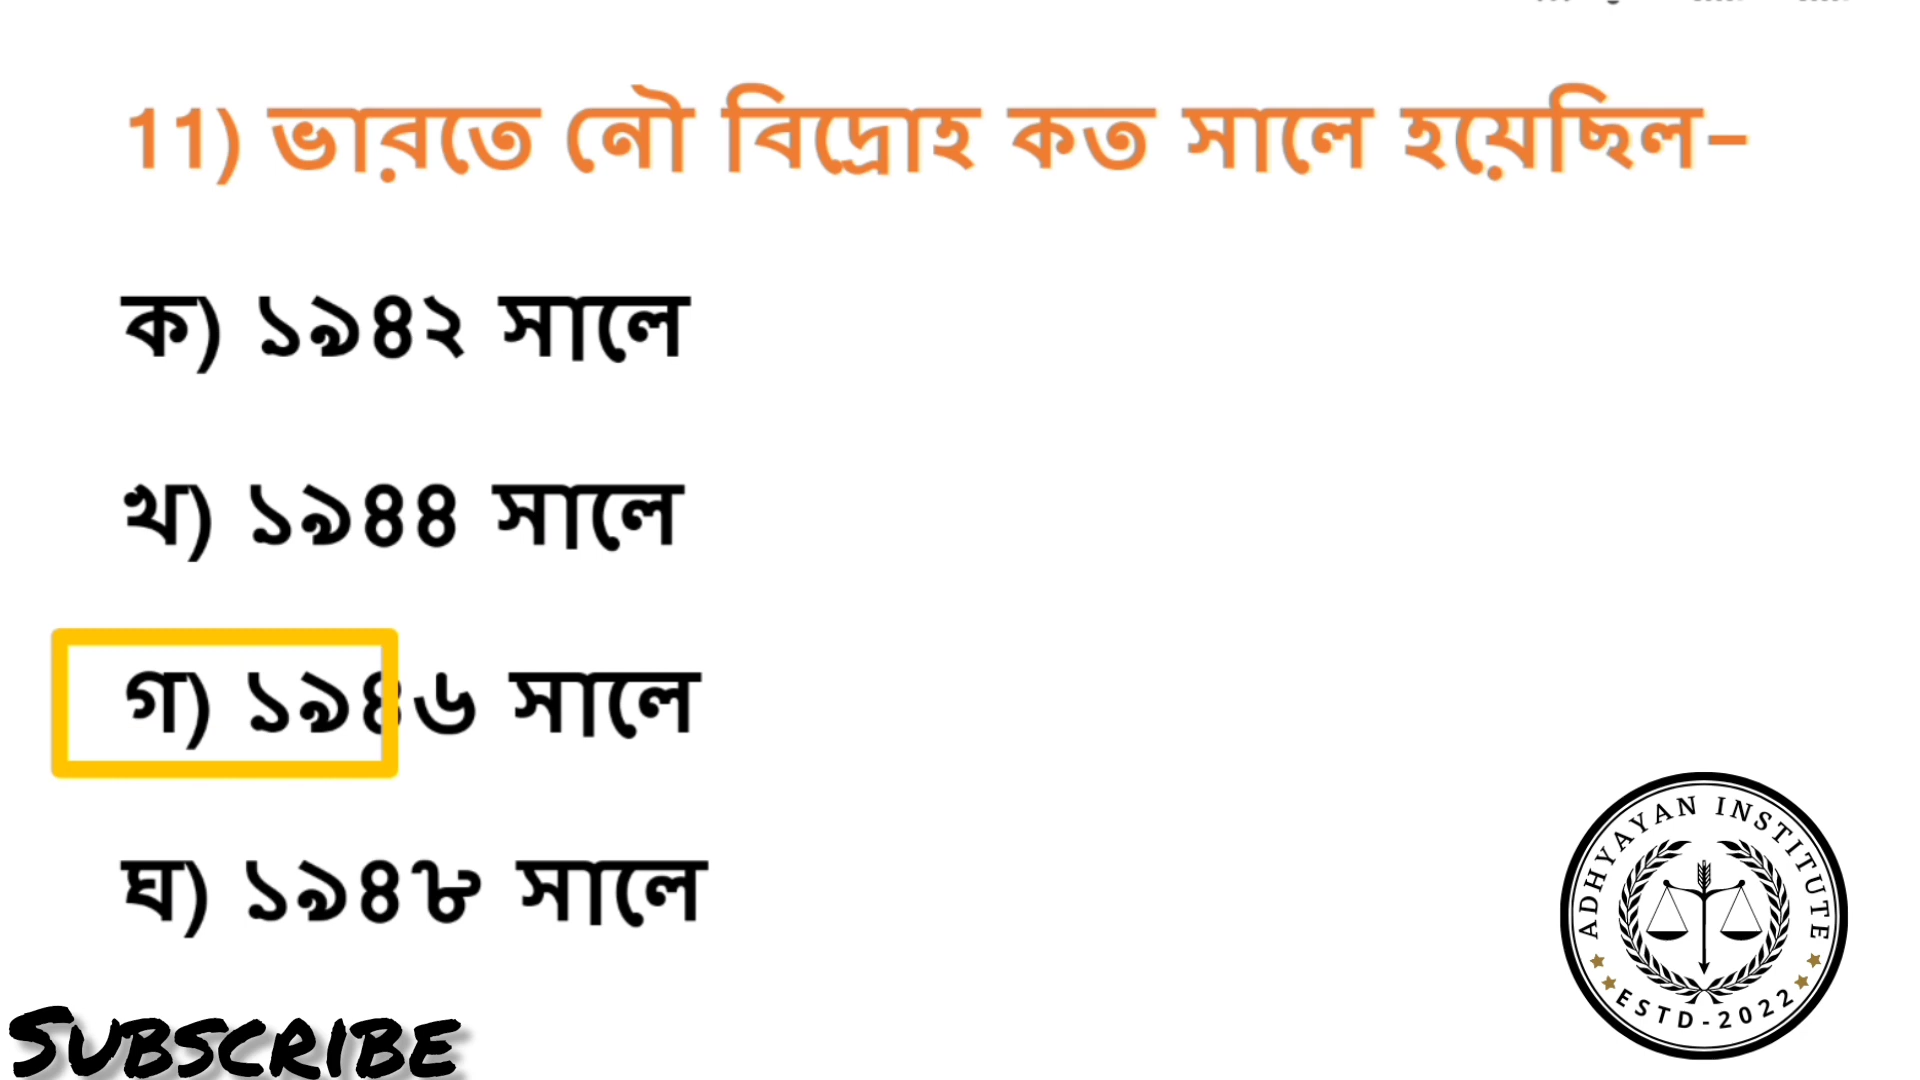 11) ভারতে নৌ বিদ্রোহ কত সালে হয়েছিল–
ক) ১৯৪২ সালে
খ) ১৯৪৪ সালে
গ) ১৯৪৬ সালে
ঘ) ১৯৪৮ সালে
ADHYAYAN INSTITUTE
ESTD-2022
SUBSCRIBE